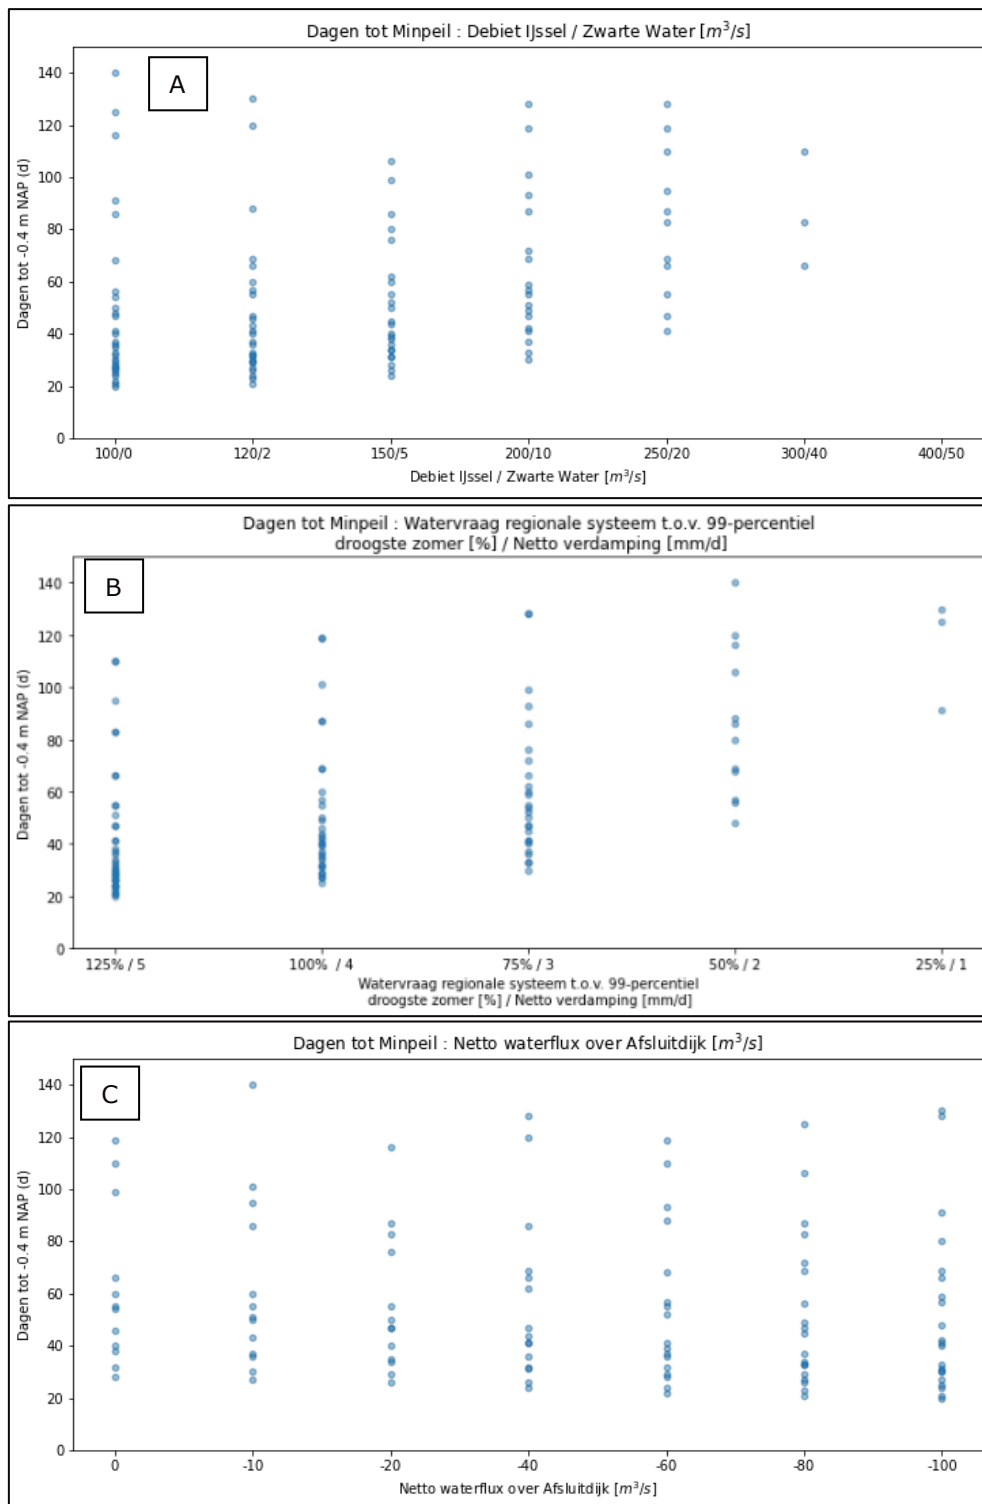 Dagen tot Minpeil : Debiet IJssel / Zwarte Water [m³/s]
A
140
120
100
80
60
40
20
0
Dagen tot -0.4 m NAP (d)
100/0 120/2 150/5 200/10 250/20 300/40 400/50
Debiet IJssel / Zwarte Water [m³/s]
Dagen tot Minpeil : Watervraag regionale systeem t.o.v. 99-percentiel
droogste zomer [%] / Netto verdamping [mm/d]
B
140
120
100
80
60
40
20
0
Dagen tot -0.4 m NAP (d)
125% / 5 100% / 4 75% / 3 50% / 2 25% / 1
Watervraag regionale systeem t.o.v. 99-percentiel
droogste zomer [%] / Netto verdamping [mm/d]
Dagen tot Minpeil : Netto waterflux over Afsluitdijk [m³/s]
C
140
120
100
80
60
40
20
0
Dagen tot -0.4 m NAP (d)
0 -10 -20 -40 -60 -80 -100
Netto waterflux over Afsluitdijk [m³/s]